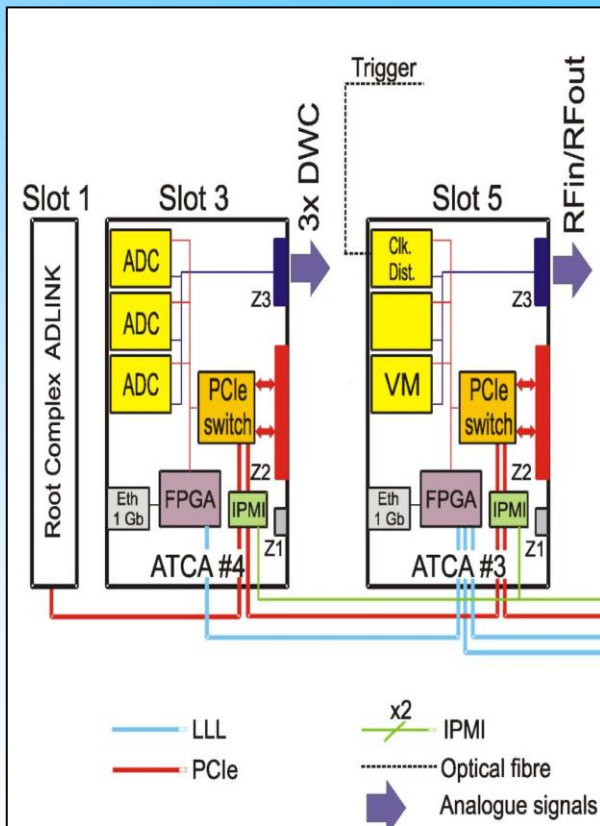 Trigger
3x DWC
RFin/RFout
Slot 1
Slot 3
Slot 5
Root Complex ADLINK
ADC
ADC
ADC
Z3
PCIe
switch
Z2
Eth
1 Gb
FPGA
IPMI
Z1
ATCA #4
Clk.
Dist.
Z3
VM
PCIe
switch
Z2
Eth
1 Gb
FPGA
IPMI
Z1
ATCA #3
LLL
PCIe
x2
IPMI
Optical fibre
Analogue signals